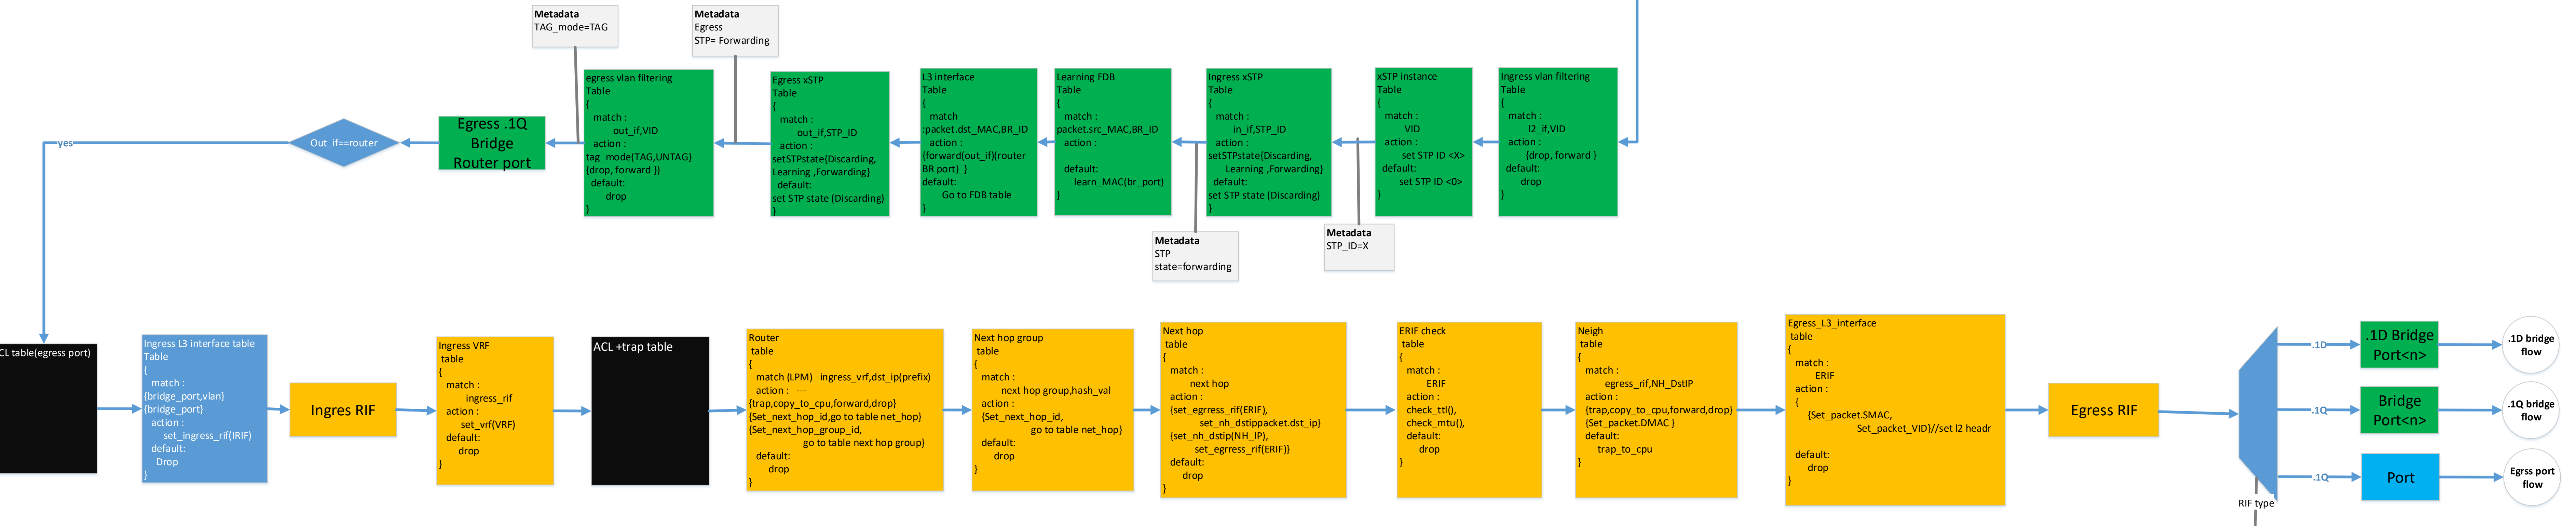 Metadata
TAG_mode=TAG
Metadata
Egress
STP= Forwarding
egress vlan filtering
Table
{
match :
out_if,VID
action :
tag_mode(TAG,UNTAG}
{drop, forward })
default:
drop
}
Egress xSTP
Table
{
match :
out_if,STP_ID
action :
setSTPstate{Discarding,
Learning ,Forwarding}
default:
set STP state (Discarding)
}
L3 interface
Table
{
match
:packet.dst_MAC,BR_ID
action :
{forward(out_if)(router
BR port) }
default:
Go to FDB table
}
Learning FDB
Table
{
match :
packet.src_MAC,BR_ID
action :
default:
learn_MAC(br_port)
}
Ingress xSTP
Table
{
match :
in_if,STP_ID
action :
setSTPstate{Discarding,
Learning ,Forwarding}
default:
set STP state (Discarding)
}
xSTP instance
Table
{
match :
VID
action :
set STP ID <X>
default:
set STP ID <0>
}
Ingress vlan filtering
Table
{
match :
l2_if,VID
action :
{drop, forward }
default:
drop
}
Egress .1Q
Bridge
Router port
Out_if==router
yes
Metadata
STP
state=forwarding
Metadata
STP_ID=X
CL table(egress port)
Ingress L3 interface table
Table
{
match :
{bridge_port,vlan}
{bridge_port}
action :
set_ingress_rif(IRIF)
default:
Drop
}
Ingres RIF
Ingress VRF
table
{
match :
ingress_rif
action :
set_vrf(VRF)
default:
drop
}
ACL +trap table
Router
table
{
match (LPM) ingress_vrf,dst_ip(prefix)
action : ---
{trap,copy_to_cpu,forward,drop}
{Set_next_hop_id,go to table net_hop}
{Set_next_hop_group_id,
go to table next hop group}
default:
drop
}
Next hop group
table
{
match :
next hop group,hash_val
action :
{Set_next_hop_id,
go to table net_hop}
default:
drop
}
Next hop
table
{
match :
next hop
action :
{set_egrress_rif(ERIF),
set_nh_dstippacket.dst_ip}
{set_nh_dstip(NH_IP),
set_egrress_rif(ERIF)}
default:
drop
}
ERIF check
table
{
match :
ERIF
action :
check_ttl(),
check_mtu(),
default:
drop
}
Neigh
table
{
match :
egress_rif,NH_DstIP
action :
{trap,copy_to_cpu,forward,drop}
{Set_packet.DMAC }
default:
trap_to_cpu
}
Egress_L3_interface
table
{
match :
ERIF
action :
{
{Set_packet.SMAC,
Set_packet_VID}//set l2 headr
default:
drop
}
Egress RIF
RIF type
.1D
.1D Bridge
Port<n>
.1D bridge
flow
.1Q
Bridge
Port<n>
.1Q bridge
flow
.1Q
Port
Egrss port
flow